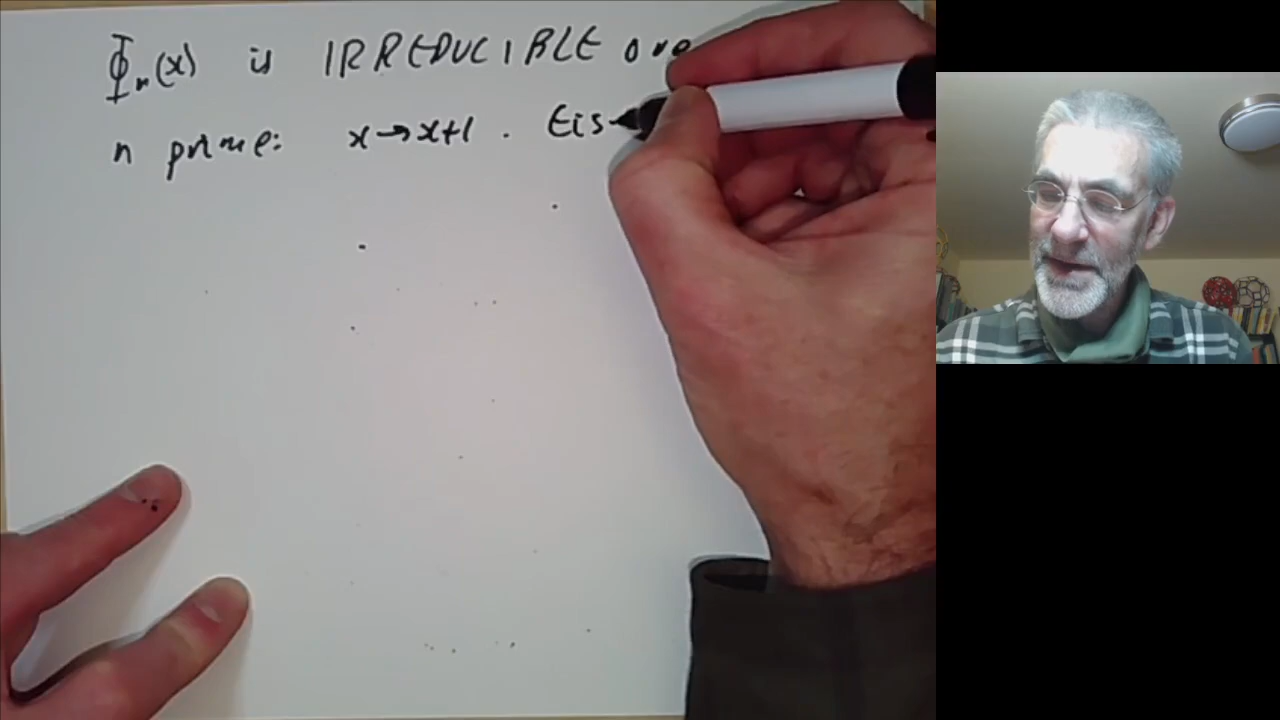 Φₙ(x) is IRREDUCIBLE ove
n prime: x→x+1. Eis